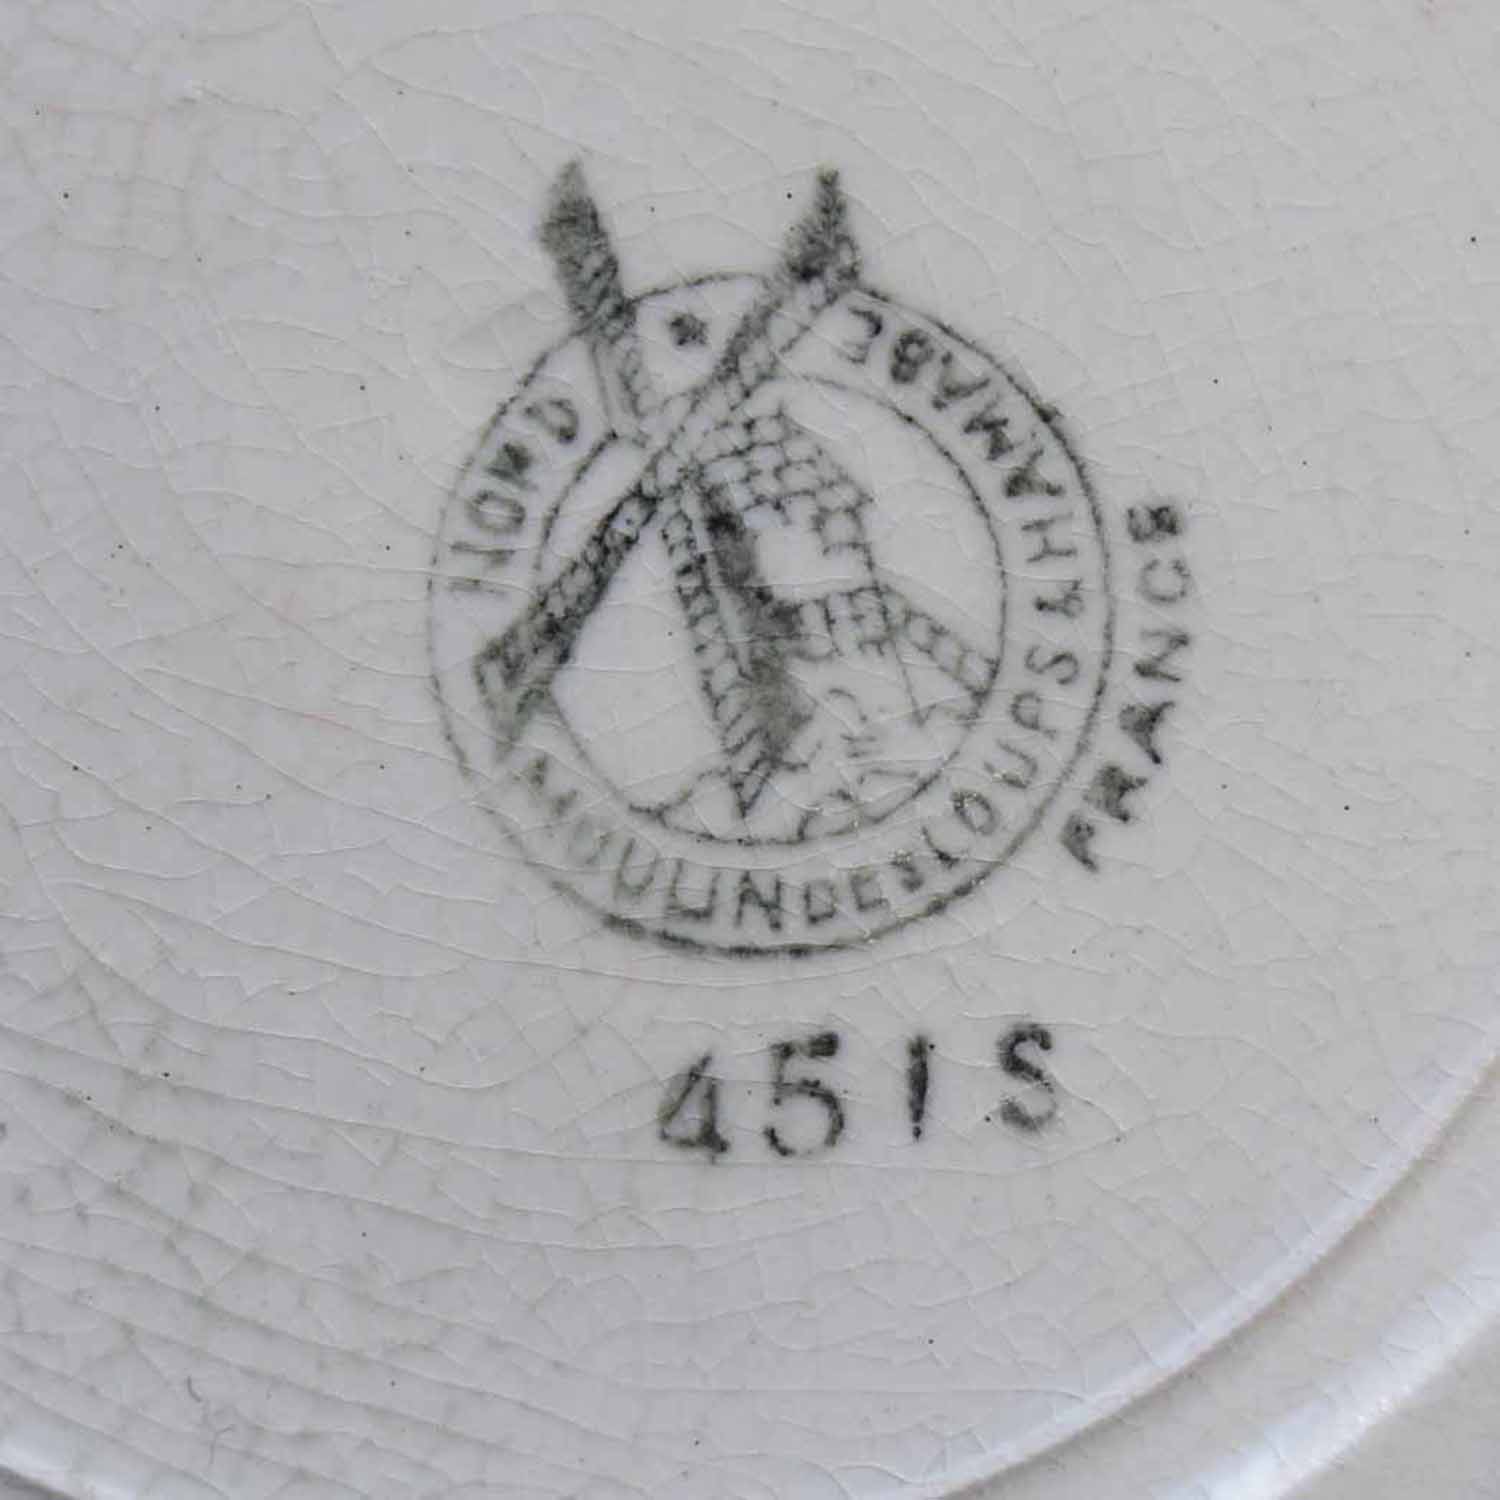 MOULIN DES LOUPS & HAMAGE
NORD
FRANCE
451S